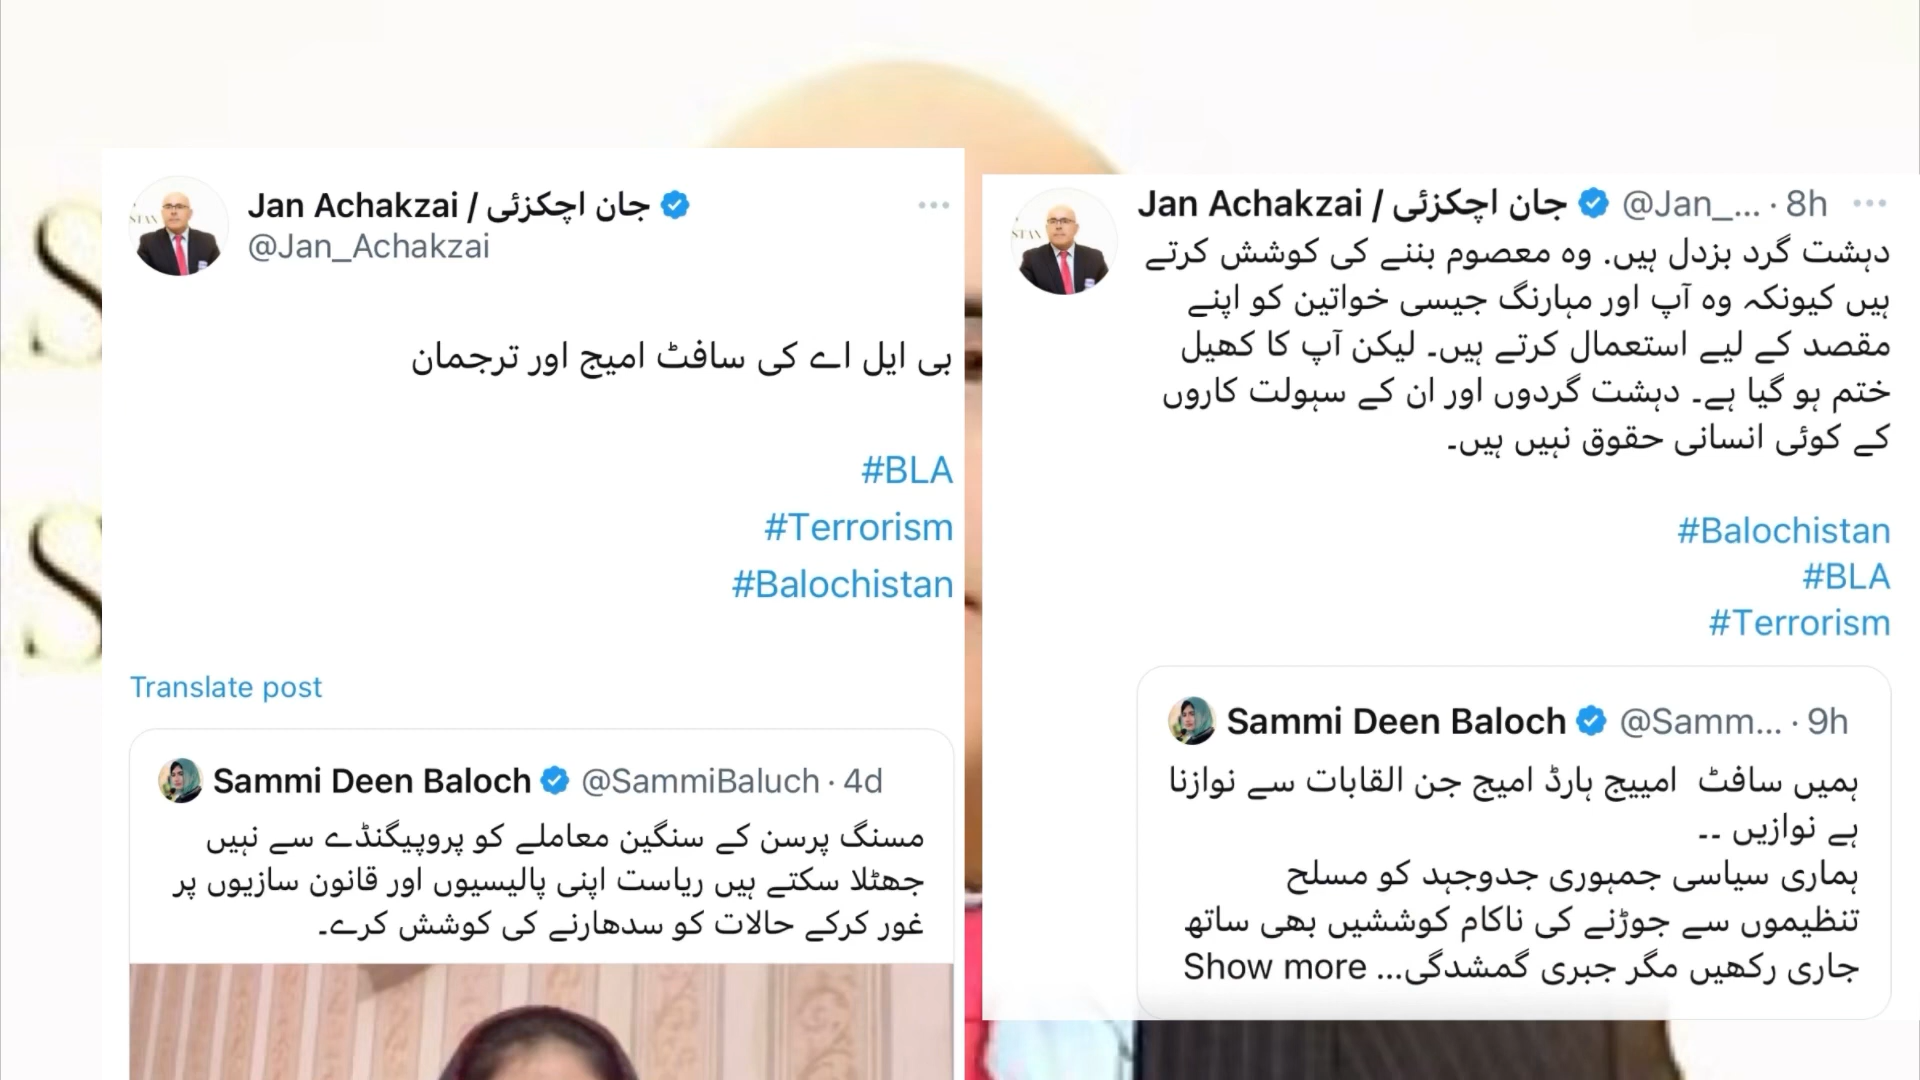 Jan Achakzai / جان اچکزئی
@Jan_Achakzai
بی ایل اے کی سافٹ امیج اور ترجمان
#BLA
#Terrorism
#Balochistan
Translate post
Sammi Deen Baloch @SammiBaluch · 4d
مسنگ پرسن کے سنگین معاملے کو پروپیگنڈے سے نہیں
جھٹلا سکتے ہیں ریاست اپنی پالیسیوں اور قانون سازیوں پر
غور کرکے حالات کو سدھارنے کی کوشش کرے۔
Jan Achakzai / جان اچکزئی @Jan_... · 8h
دہشت گرد بزدل ہیں. وہ معصوم بننے کی کوشش کرتے
ہیں کیونکہ وہ آپ اور مہارنگ جیسی خواتین کو اپنے
مقصد کے لیے استعمال کرتے ہیں۔ لیکن آپ کا کھیل
ختم ہو گیا ہے۔ دہشت گردوں اور ان کے سہولت کاروں
کے کوئی انسانی حقوق نہیں ہیں۔
#Balochistan
#BLA
#Terrorism
Sammi Deen Baloch @Samm... · 9h
ہمیں سافٹ امییج ہارڈ امیج جن القابات سے نوازنا
ہے نوازیں --
ہماری سیاسی جمہوری جدوجہد کو مسلح
تنظیموں سے جوڑنے کی ناکام کوششیں بھی ساتھ
جاری رکھیں مگر جبری گمشدگی... Show more